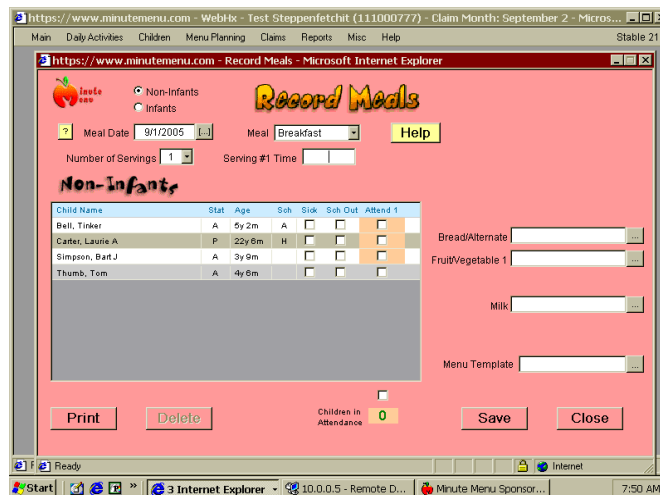 https://www.minutemenu.com - WebHx - Test Steppenfetchit (111000777) - Claim Month: September 2 - Micros...
Main Daily Activities Children Menu Planning Claims Reports Misc Help Stable 21
https://www.minutemenu.com - Record Meals - Microsoft Internet Explorer
minute menu
Non-Infants
Infants
Record Meals
? Meal Date 9/1/2005 [...] Meal Breakfast Help
Number of Servings 1 Serving #1 Time
Non-Infants
Child Name Stat Age Sch Sick Sch Out Attend 1
Bell, Tinker A 5y 2m A
Carter, Laurie A P 22y 6m H
Simpson, Bart J A 3y 9m
Thumb, Tom A 4y 6m
Bread/Alternate ...
Fruit/Vegetable 1 ...
Milk ...
Menu Template ...
Print Delete Children in Attendance 0 Save Close
Ready Internet
Start » 3 Internet Explorer 10.0.0.5 - Remote D... Minute Menu Sponsor... 7:50 AM